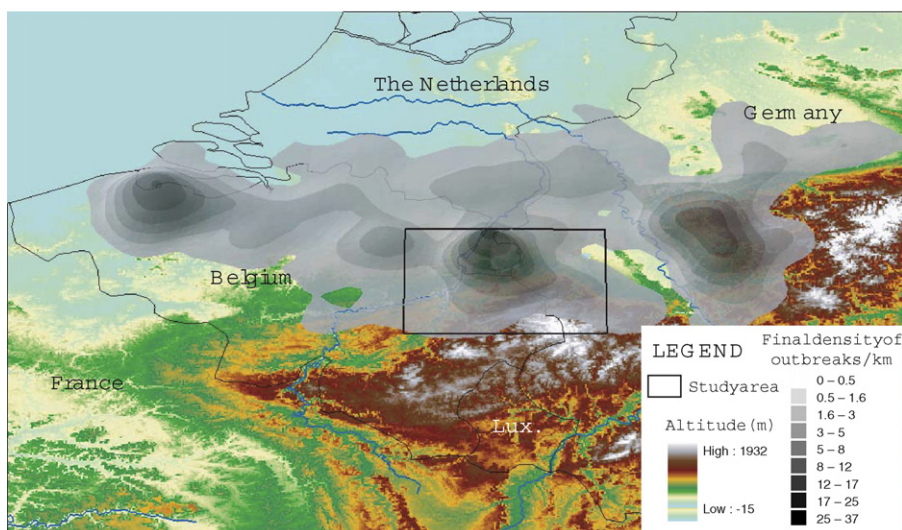 The Netherlands
Germany
Belgium
France
Lux.
LEGEND
Studyarea
Altitude (m)
High : 1932
Low : -15
Finaldensityof
outbreaks/km
0 – 0.5
0.5 – 1.6
1.6 – 3
3 – 5
5 – 8
8 – 12
12 – 17
17 – 25
25 – 37